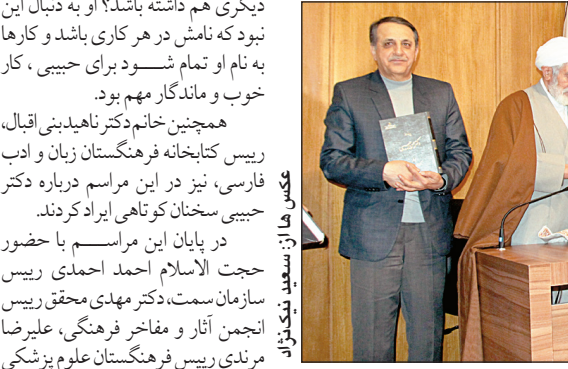 دیگری هم داشته باشد؟ او به دنبال این
نبود که نامش در هر کاری باشد و کارها
به نام او تمام شود برای حبیبی ، کار
خوب و ماندگار مهم بود.
همچنین خانم دکتر ناهید بنی اقبال،
رییس کتابخانه فرهنگستان زبان و ادب
فارسی، نیز در این مراسم درباره دکتر
حبیبی سخنان کوتاهی ایراد کردند.
در پایان این مراسم با حضور
حجت الاسلام احمد احمدی رییس
سازمان سمت، دکتر مهدی محقق رییس
انجمن آثار و مفاخر فرهنگی، علیرضا
مرندی رییس فرهنگستان علوم پزشکی
عکس ها از: سعید نیک‌نژاد